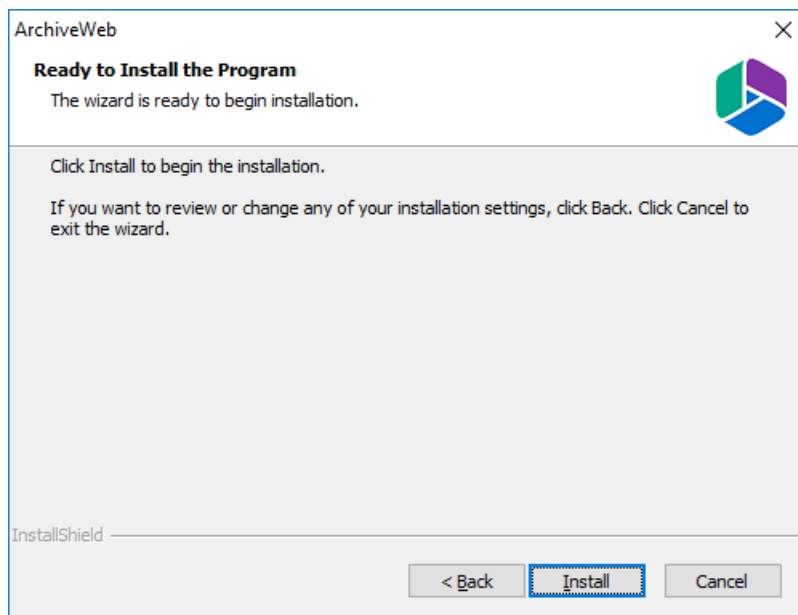 ArchiveWeb
Ready to Install the Program
The wizard is ready to begin installation.
Click Install to begin the installation.
If you want to review or change any of your installation settings, click Back. Click Cancel to
exit the wizard.
InstallShield
< Back
Install
Cancel